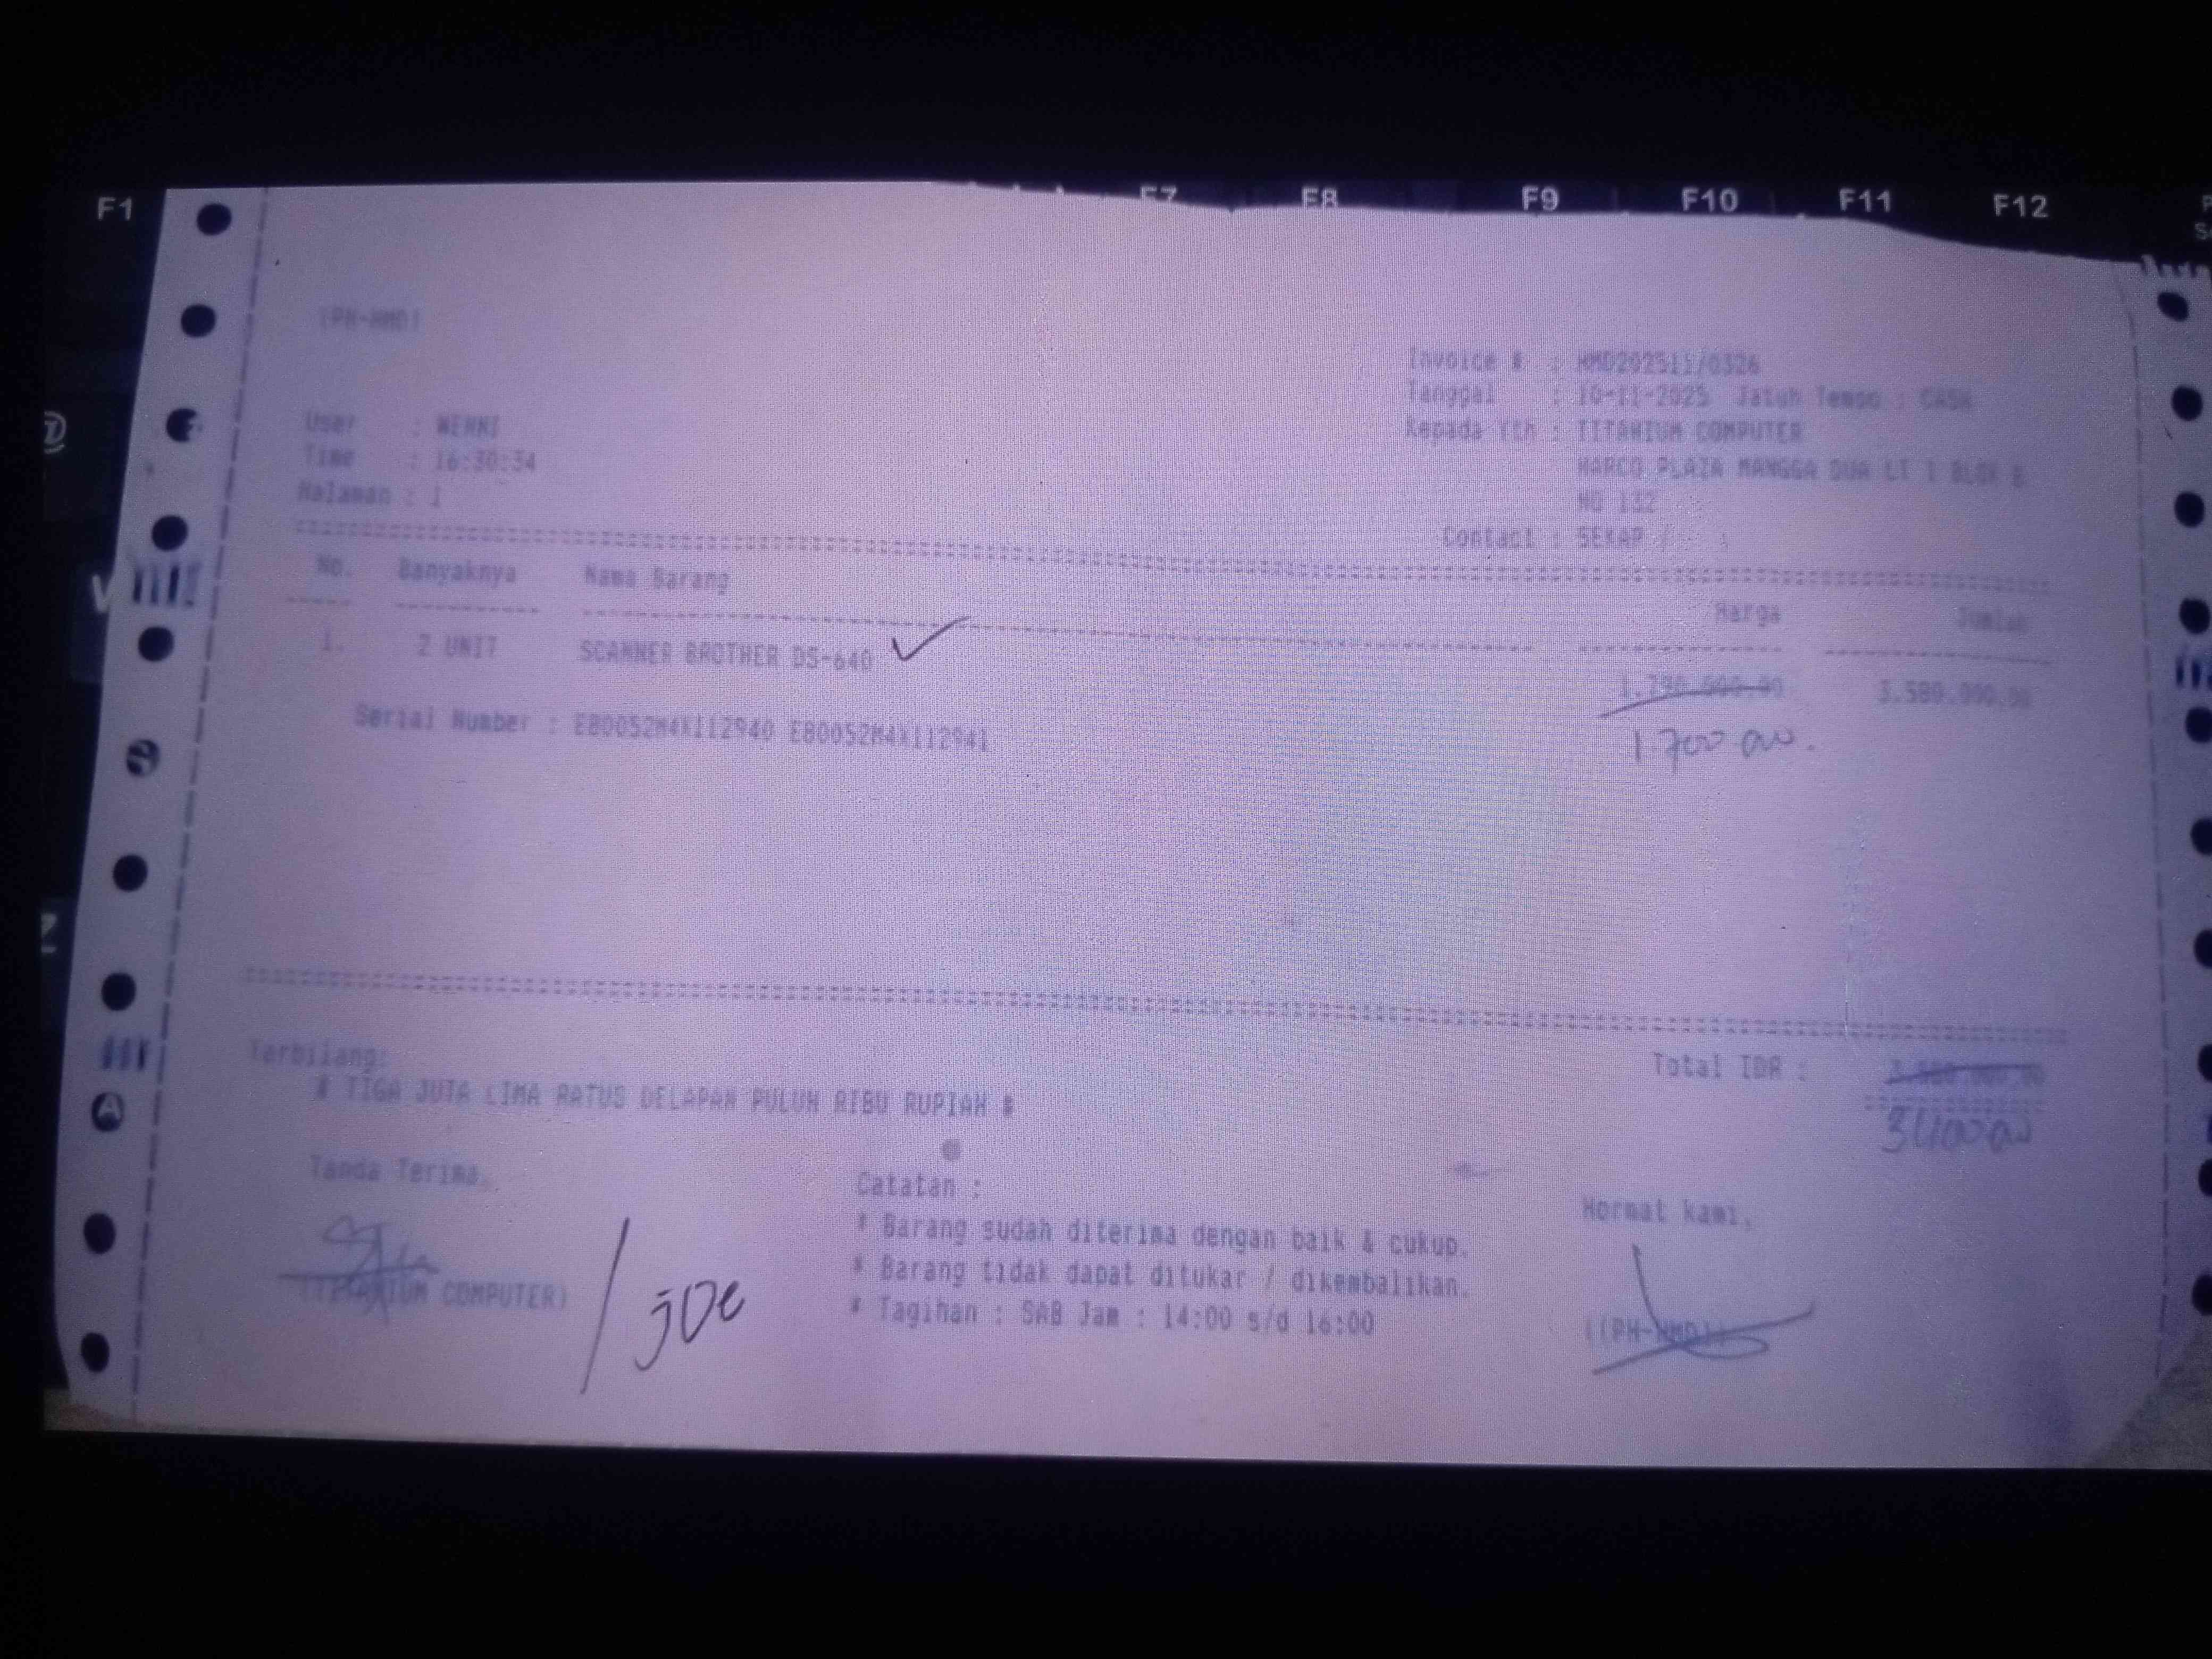 F1 F7 F8 F9 F10 F11 F12
(PH-HMD)
Invoice # : HMD202511/0326
Tanggal : 10-11-2025 Jatuh Tempo : CASH
Kepada Yth : TITANIUM COMPUTER
HARCO PLAZA MANGGA DUA LT 1 BLOK B
NO 132
Contact : SEKAP /
User : WENNI
Time : 16:30:34
Halaman : 1
No. Banyaknya Nama Barang Harga Jumlah
1. 2 UNIT SCANNER BROTHER DS-640 1.790.000.00 3.580.000.00
1.700 000.
Serial Number : E80052M4X112940 E80052M4X112941
Terbilang:
# TIGA JUTA LIMA RATUS DELAPAN PULUH RIBU RUPIAH #
Total IDR : 3.580.000.00
3400 000
Tanda Terima,
(TITANIUM COMPUTER)
/ joe
Catatan :
* Barang sudah diterima dengan baik & cukup.
* Barang tidak dapat ditukar / dikembalikan.
* Tagihan : SAB Jam : 14:00 s/d 16:00
Hormat kami,
((PH-HMD))